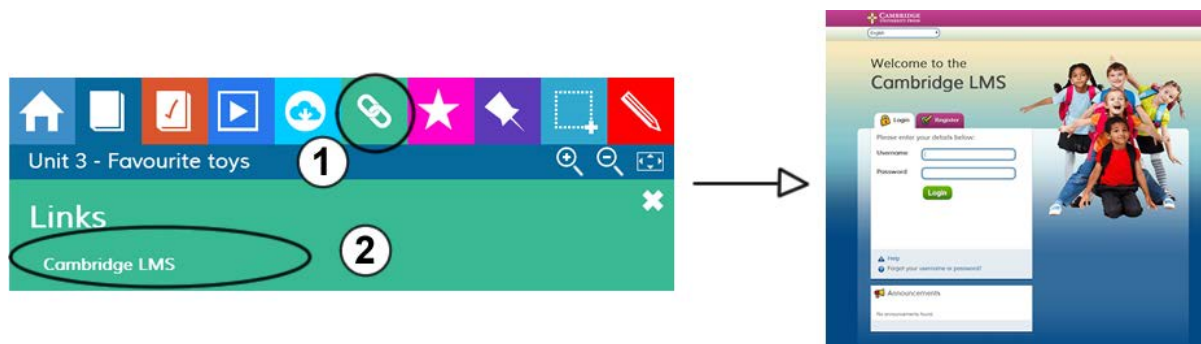 Unit 3 - Favourite toys
1
Links
Cambridge LMS
2
CAMBRIDGE
UNIVERSITY PRESS
English
Welcome to the
Cambridge LMS
Login
Register
Please enter your details below:
Username
Password
Login
Help
Forgot your username or password?
Announcements
No announcements found.